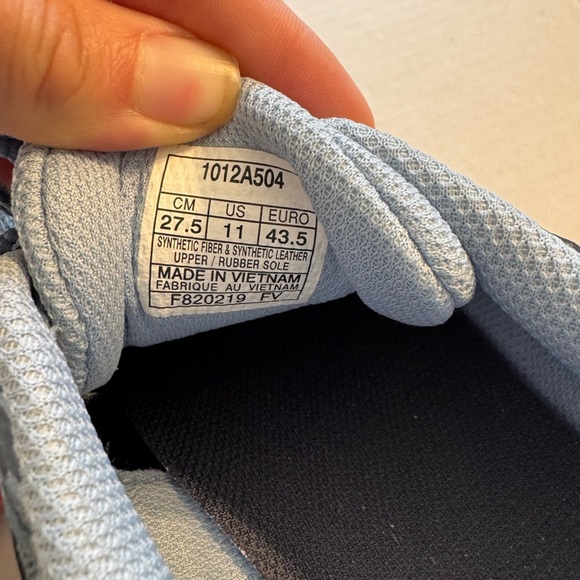 1012A504
CM US EURO
27.5 11 43.5
SYNTHETIC FIBER & SYNTHETIC LEATHER
UPPER / RUBBER SOLE
MADE IN VIETNAM
FABRIQUE AU VIETNAM
F820219 FV